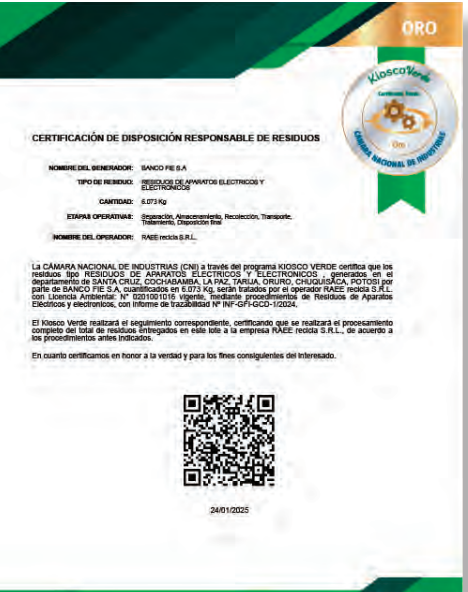 ORO
KioscoVerde
Certificado Verde
Oro
CÁMARA NACIONAL DE INDUSTRIAS
CERTIFICACIÓN DE DISPOSICIÓN RESPONSABLE DE RESIDUOS
NOMBRE DEL GENERADOR: BANCO FIE S.A
TIPO DE RESIDUO: RESIDUOS DE APARATOS ELECTRICOS Y
ELECTRONICOS
CANTIDAD: 6.073 Kg
ETAPAS OPERATIVAS: Separación, Almacenamiento, Recolección, Transporte,
Tratamiento, Disposición final
NOMBRE DEL OPERADOR: RAEE recicla S.R.L.
La CÁMARA NACIONAL DE INDUSTRIAS (CNI) a través del programa KIOSCO VERDE certifica que los
residuos tipo RESIDUOS DE APARATOS ELECTRICOS Y ELECTRONICOS , generados en el
departamento de SANTA CRUZ, COCHABAMBA, LA PAZ, TARIJA, ORURO, CHUQUISACA, POTOSI por
parte de BANCO FIE S.A, cuantificados en 6.073 Kg, serán tratados por el operador RAEE recicla S.R.L.
con Licencia Ambiental: N° 0201001016 vigente, mediante procedimientos de Residuos de Aparatos
Eléctricos y electronicos, con informe de trazabilidad Nº INF-GFI-GCD-1/2024.
El Kiosco Verde realizará el seguimiento correspondiente, certificando que se realizará el procesamiento
completo del total de residuos entregados en este lote a la empresa RAEE recicla S.R.L., de acuerdo a
los procedimientos antes indicados.
En cuanto certificamos en honor a la verdad y para los fines consiguientes del interesado.
24/01/2025